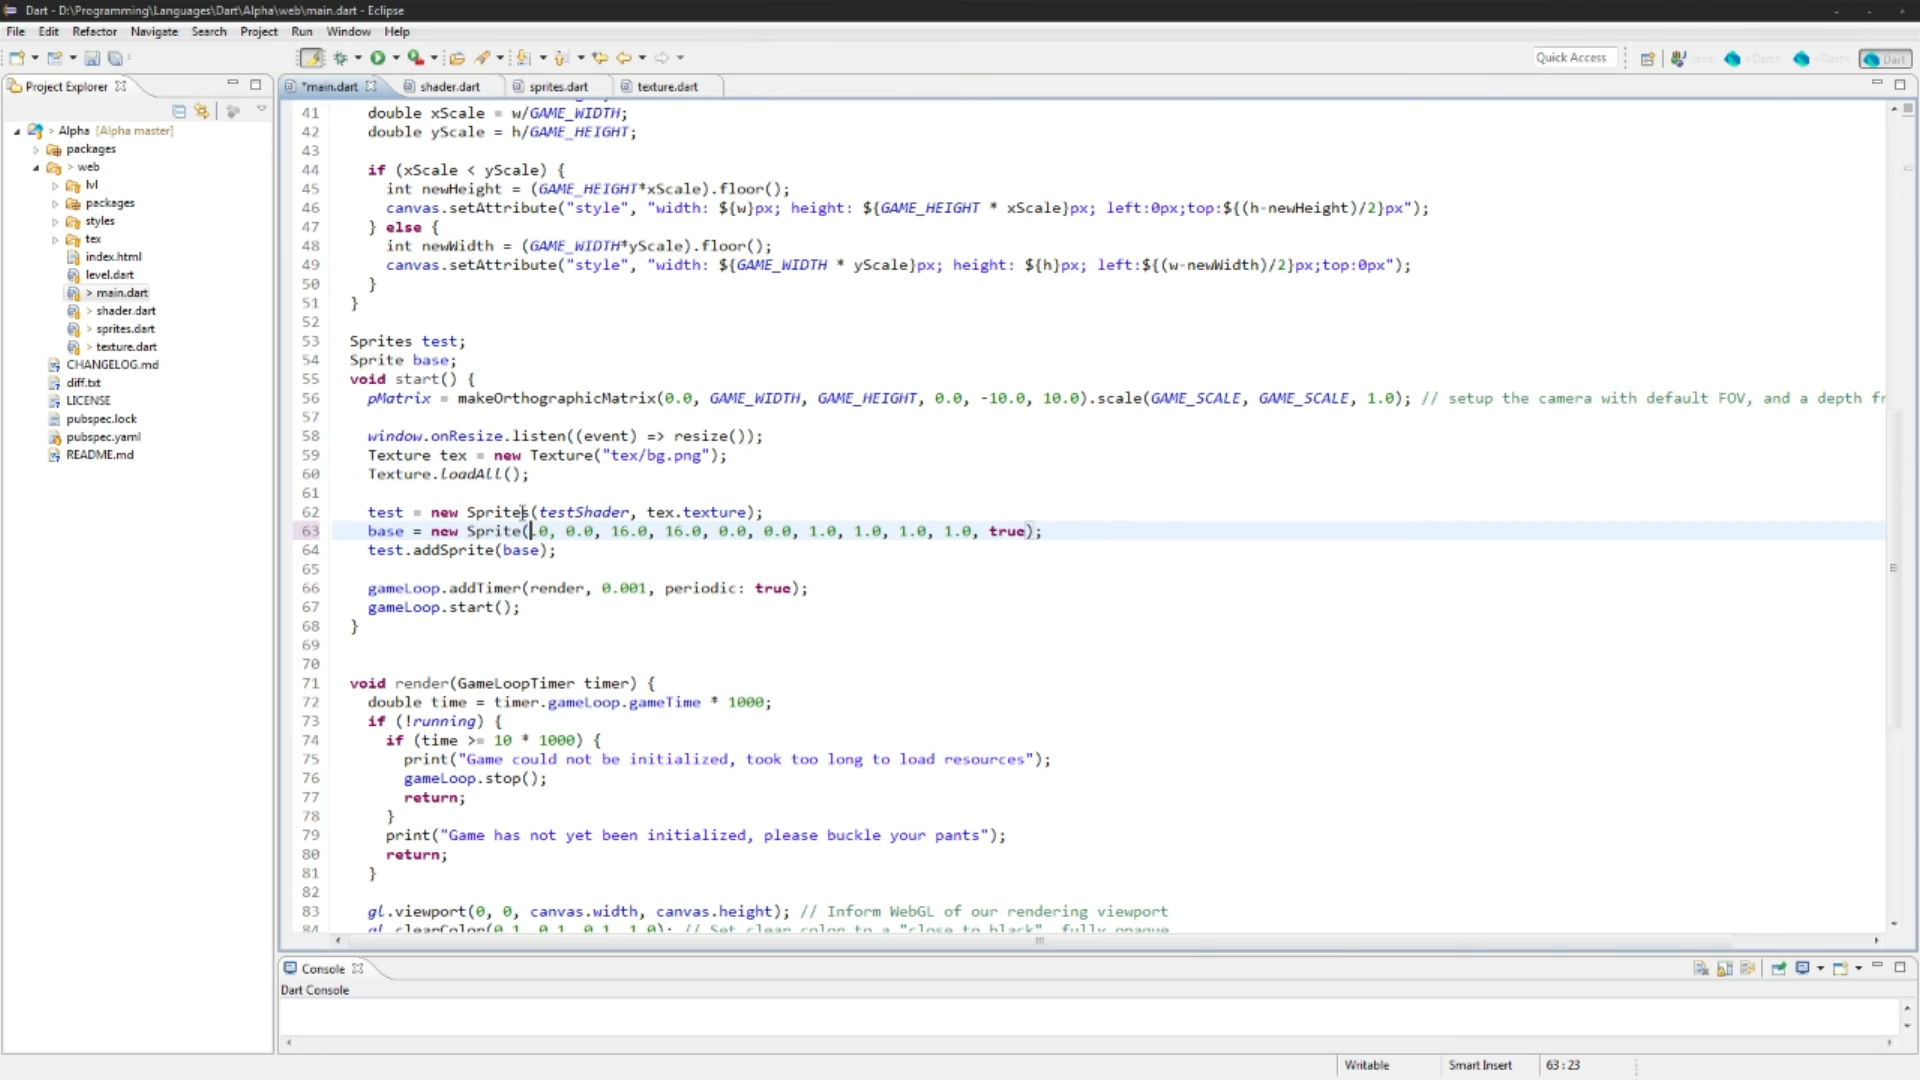 Dart - D:\Programming\Languages\Dart\Alpha\web\main.dart - Eclipse
File Edit Refactor Navigate Search Project Run Window Help
Quick Access
Java <Dart> <Dart> Dart
Project Explorer
*main.dart shader.dart sprites.dart texture.dart
> Alpha [Alpha master]
packages
> web
lvl
packages
styles
tex
index.html
level.dart
> main.dart
> shader.dart
> sprites.dart
> texture.dart
CHANGELOG.md
diff.txt
LICENSE
pubspec.lock
pubspec.yaml
README.md
41 double xScale = w/GAME_WIDTH;
42 double yScale = h/GAME_HEIGHT;
43
44 if (xScale < yScale) {
45 int newHeight = (GAME_HEIGHT*xScale).floor();
46 canvas.setAttribute("style", "width: ${w}px; height: ${GAME_HEIGHT * xScale}px; left:0px;top:${(h-newHeight)/2}px");
47 } else {
48 int newWidth = (GAME_WIDTH*yScale).floor();
49 canvas.setAttribute("style", "width: ${GAME_WIDTH * yScale}px; height: ${h}px; left:${(w-newWidth)/2}px;top:0px");
50 }
51 }
52
53 Sprites test;
54 Sprite base;
55 void start() {
56 pMatrix = makeOrthographicMatrix(0.0, GAME_WIDTH, GAME_HEIGHT, 0.0, -10.0, 10.0).scale(GAME_SCALE, GAME_SCALE, 1.0); // setup the camera with default FOV, and a depth fr
57
58 window.onResize.listen((event) => resize());
59 Texture tex = new Texture("tex/bg.png");
60 Texture.loadAll();
61
62 test = new Sprites(testShader, tex.texture);
63 base = new Sprite(.0, 0.0, 16.0, 16.0, 0.0, 0.0, 1.0, 1.0, 1.0, 1.0, true);
64 test.addSprite(base);
65
66 gameLoop.addTimer(render, 0.001, periodic: true);
67 gameLoop.start();
68 }
69
70
71 void render(GameLoopTimer timer) {
72 double time = timer.gameLoop.gameTime * 1000;
73 if (!running) {
74 if (time >= 10 * 1000) {
75 print("Game could not be initialized, took too long to load resources");
76 gameLoop.stop();
77 return;
78 }
79 print("Game has not yet been initialized, please buckle your pants");
80 return;
81 }
82
83 gl.viewport(0, 0, canvas.width, canvas.height); // Inform WebGL of our rendering viewport
84 gl.clearColor(0.1, 0.1, 0.1, 1.0); // Set clear color to a "close to black", fully opaque
Console
Dart Console
Writable Smart Insert 63 : 23